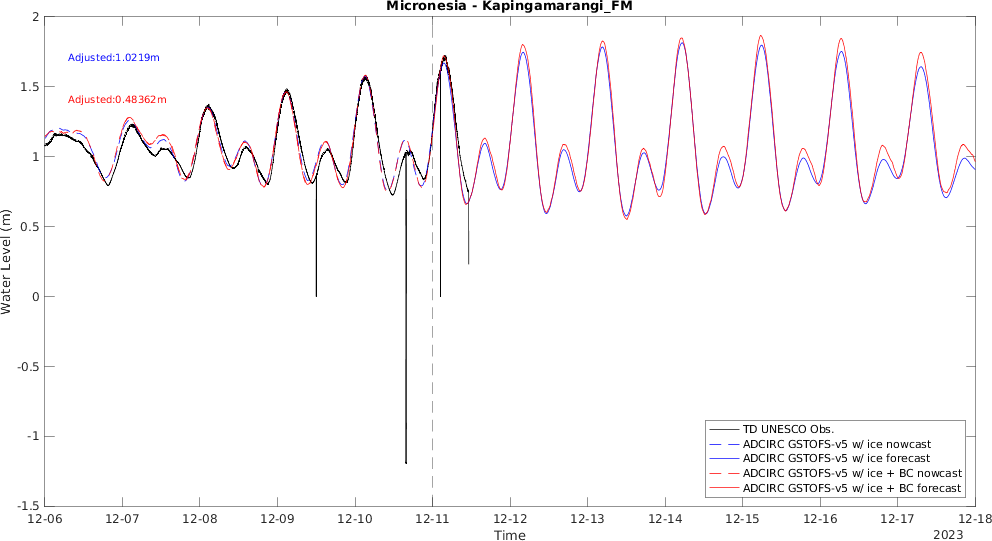 Micronesia - Kapingamarangi_FM
Adjusted:1.0219m
Adjusted:0.48362m
Water Level (m)
2
1.5
1
0.5
0
-0.5
-1
-1.5
12-06 12-07 12-08 12-09 12-10 12-11 12-12 12-13 12-14 12-15 12-16 12-17 12-18
Time
2023
TD UNESCO Obs.
ADCIRC GSTOFS-v5 w/ ice nowcast
ADCIRC GSTOFS-v5 w/ ice forecast
ADCIRC GSTOFS-v5 w/ ice + BC nowcast
ADCIRC GSTOFS-v5 w/ ice + BC forecast